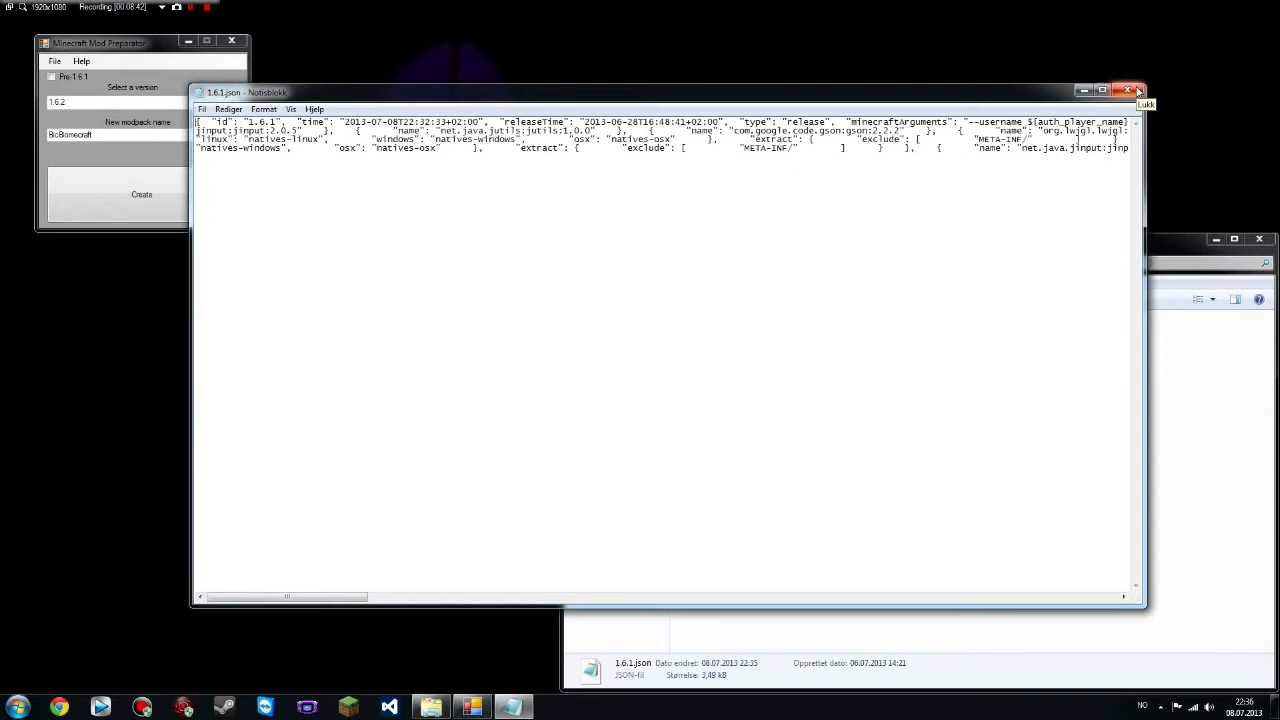 1920x1080 Recording [00:08.42]
Minecraft Mod Preparator
File Help
Pre-1.6.1
Select a version
1.6.2
New modpack name
BicBiomecraft
Create
1.6.1.json - Notisblokk
Lukk
Fil Rediger Format Vis Hjelp
{ "id": "1.6.1", "time": "2013-07-08T22:32:33+02:00", "releaseTime": "2013-06-28T16:48:41+02:00", "type": "release", "minecraftArguments": "--username ${auth_player_name}
jinput:jinput:2.0.5" }, { "name": "net.java.jutils:jutils:1.0.0" }, { "name": "com.google.code.gson:gson:2.2.2" }, { "name": "org.lwjgl.lwjgl:
"linux": "natives-linux", "windows": "natives-windows", "osx": "natives-osx" }, "extract": { "exclude": [ "META-INF/" ] }
"natives-windows", "osx": "natives-osx" }, "extract": { "exclude": [ "META-INF/" ] } }, { "name": "net.java.jinput:jinp
1.6.1.json Dato endret: 08.07.2013 22:35 Opprettet dato: 06.07.2013 14:21
JSON-fil Størrelse: 3,49 kB
NO 22:36
08.07.2013